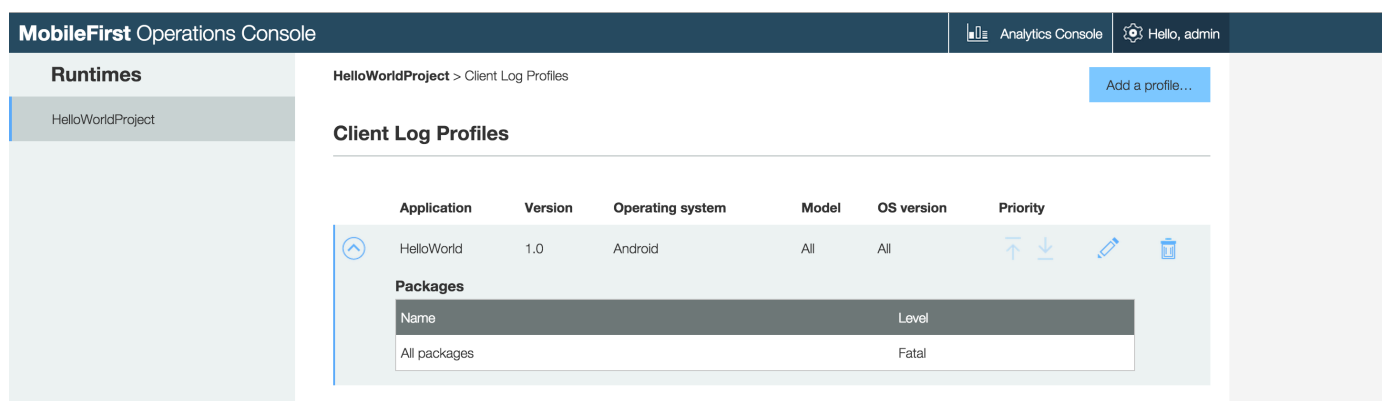 MobileFirst Operations Console
Analytics Console
Hello, admin
Runtimes
HelloWorldProject
HelloWorldProject > Client Log Profiles
Add a profile...
Client Log Profiles
Application Version Operating system Model OS version Priority
HelloWorld 1.0 Android All All
Packages
Name Level
All packages Fatal